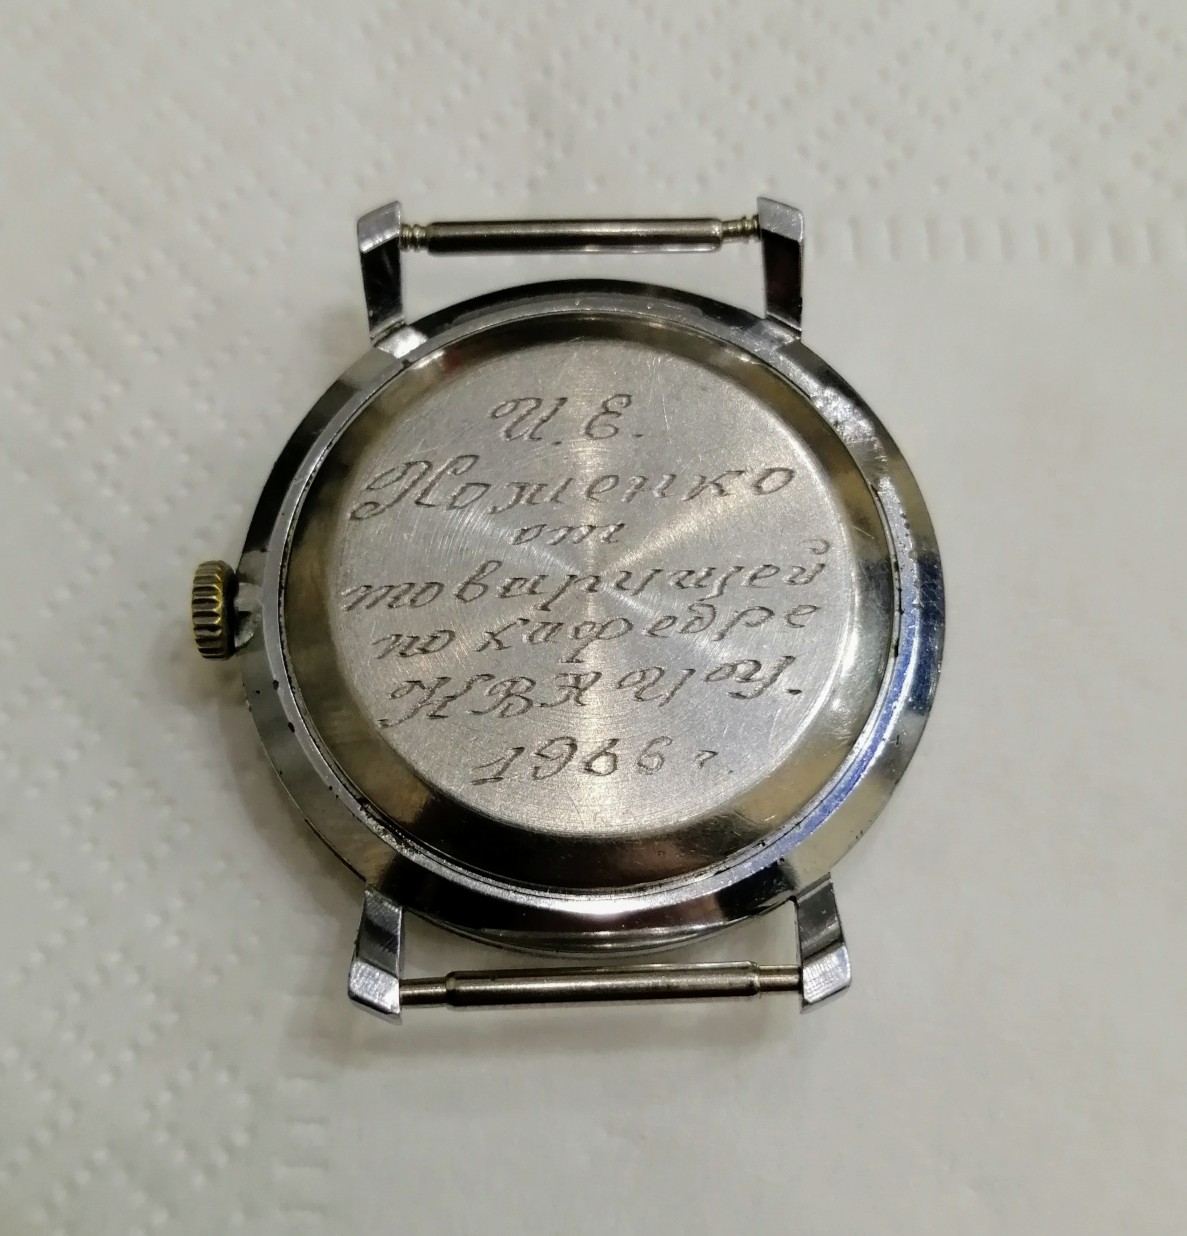 И. Е.
Хоменко
от
товарищей
по кафедре
1966 г.